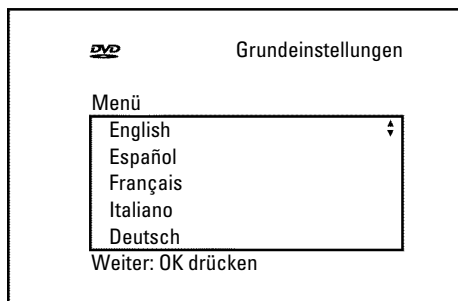 DVD Grundeinstellungen
Menü
English
Español
Français
Italiano
Deutsch
Weiter: OK drücken